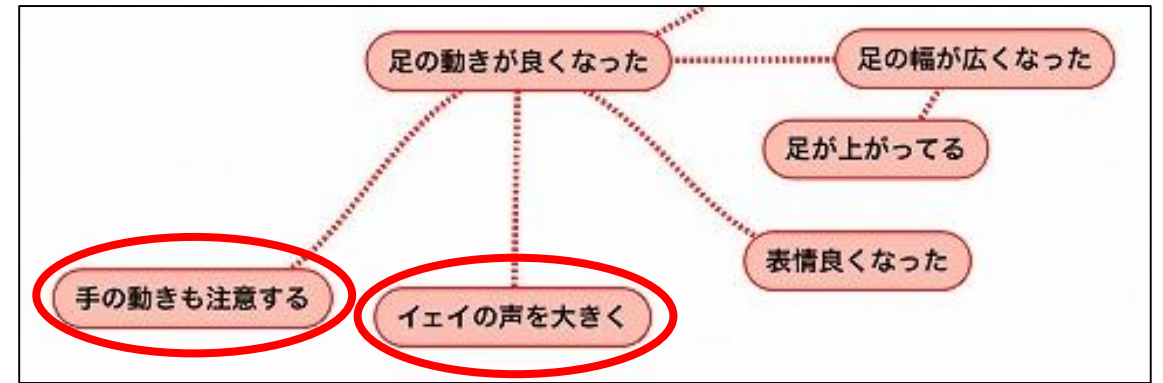 足の動きが良くなった
足の幅が広くなった
足が上がってる
表情良くなった
手の動きも注意する
イェイの声を大きく